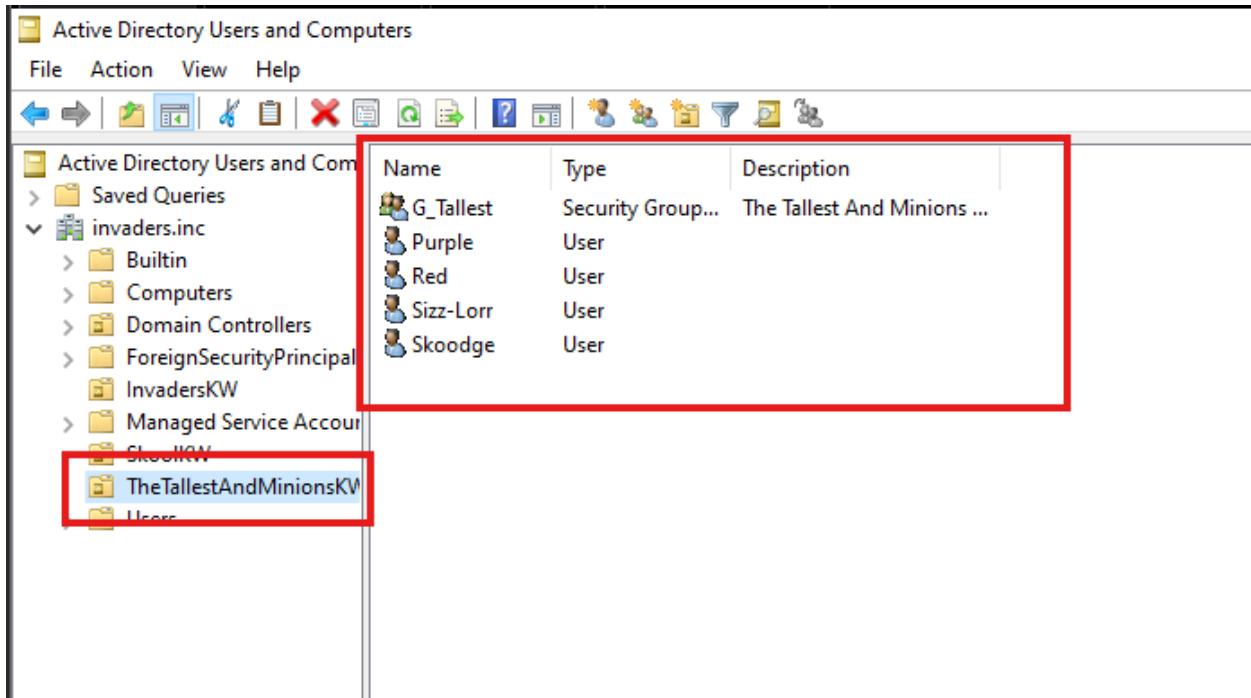 Active Directory Users and Computers
File Action View Help
Active Directory Users and Com
Saved Queries
invaders.inc
Builtin
Computers
Domain Controllers
ForeignSecurityPrincipal
InvadersKW
Managed Service Accour
SkoolKW
TheTallestAndMinionsKW
Users
Name Type Description
G_Tallest Security Group... The Tallest And Minions ...
Purple User
Red User
Sizz-Lorr User
Skoodge User